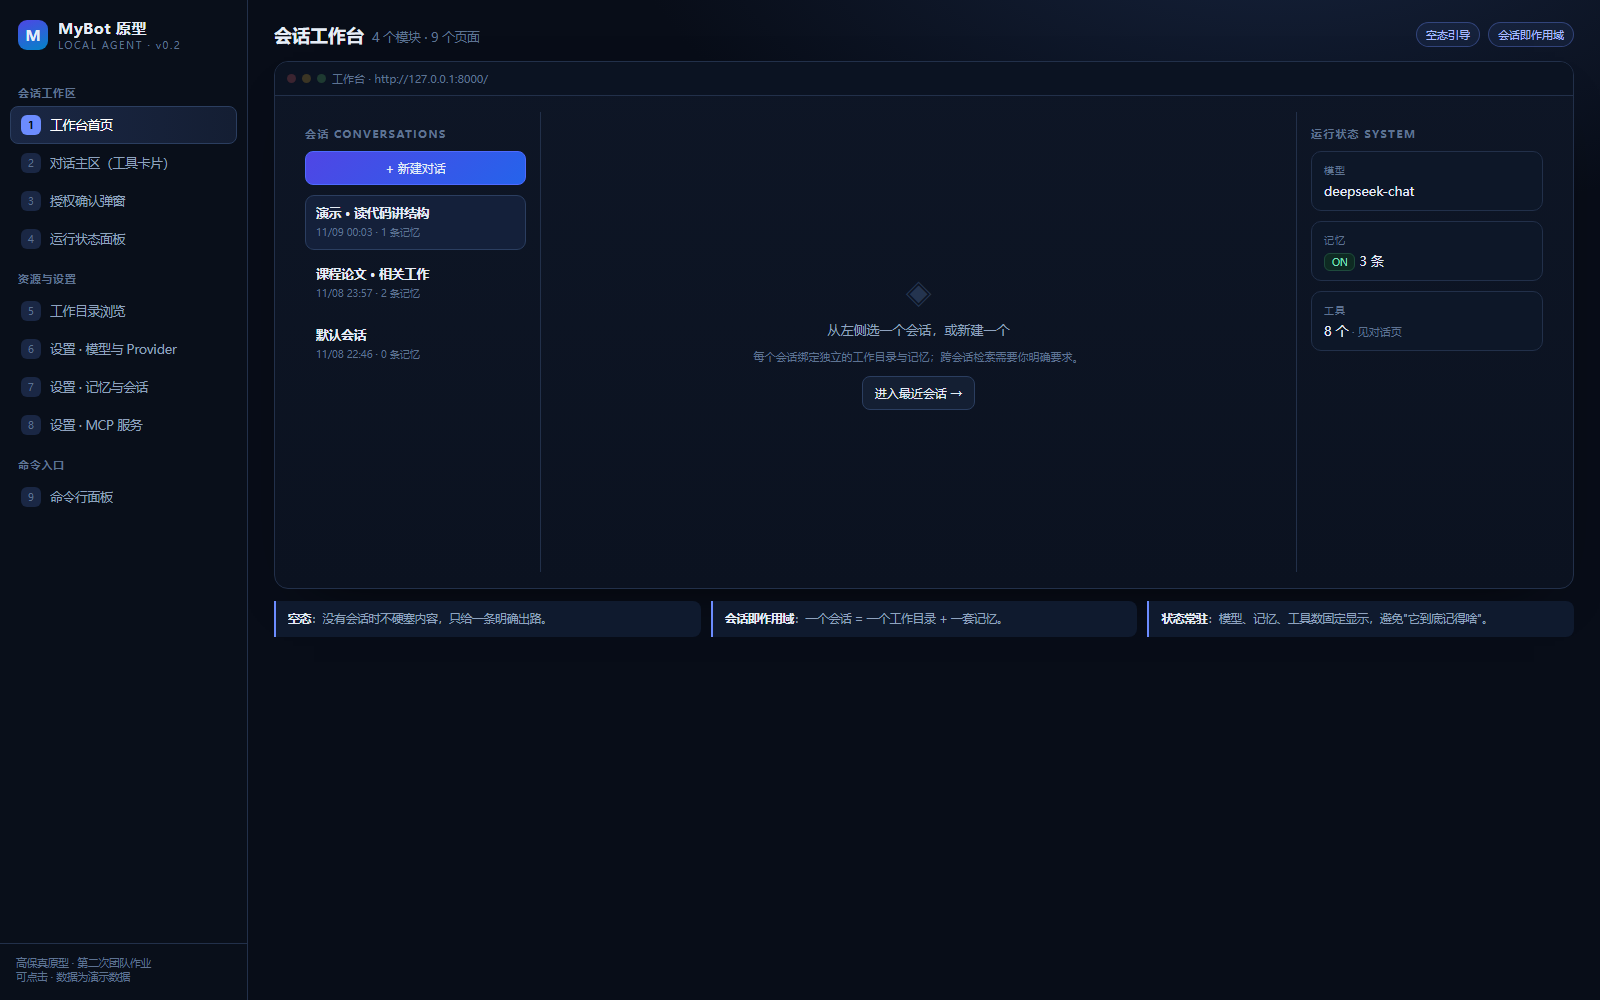 M
MyBot 原型
LOCAL AGENT · v0.2
会话工作区
1 工作台首页
2 对话主区（工具卡片）
3 授权确认弹窗
4 运行状态面板
资源与设置
5 工作目录浏览
6 设置 · 模型与 Provider
7 设置 · 记忆与会话
8 设置 · MCP 服务
命令入口
9 命令行面板
高保真原型 · 第二次团队作业
可点击 · 数据为演示数据
会话工作台 4 个模块 · 9 个页面
空态引导 会话即作用域
工作台 · http://127.0.0.1:8000/
会话 CONVERSATIONS
+ 新建对话
演示 • 读代码讲结构
11/09 00:03 · 1 条记忆
课程论文 • 相关工作
11/08 23:57 · 2 条记忆
默认会话
11/08 22:46 · 0 条记忆
从左侧选一个会话，或新建一个
每个会话绑定独立的工作目录与记忆；跨会话检索需要你明确要求。
进入最近会话 →
运行状态 SYSTEM
模型
deepseek-chat
记忆
ON 3 条
工具
8 个 · 见对话页
空态：没有会话时不硬塞内容，只给一条明确出路。
会话即作用域：一个会话 = 一个工作目录 + 一套记忆。
状态常驻：模型、记忆、工具数固定显示，避免"它到底记得啥"。